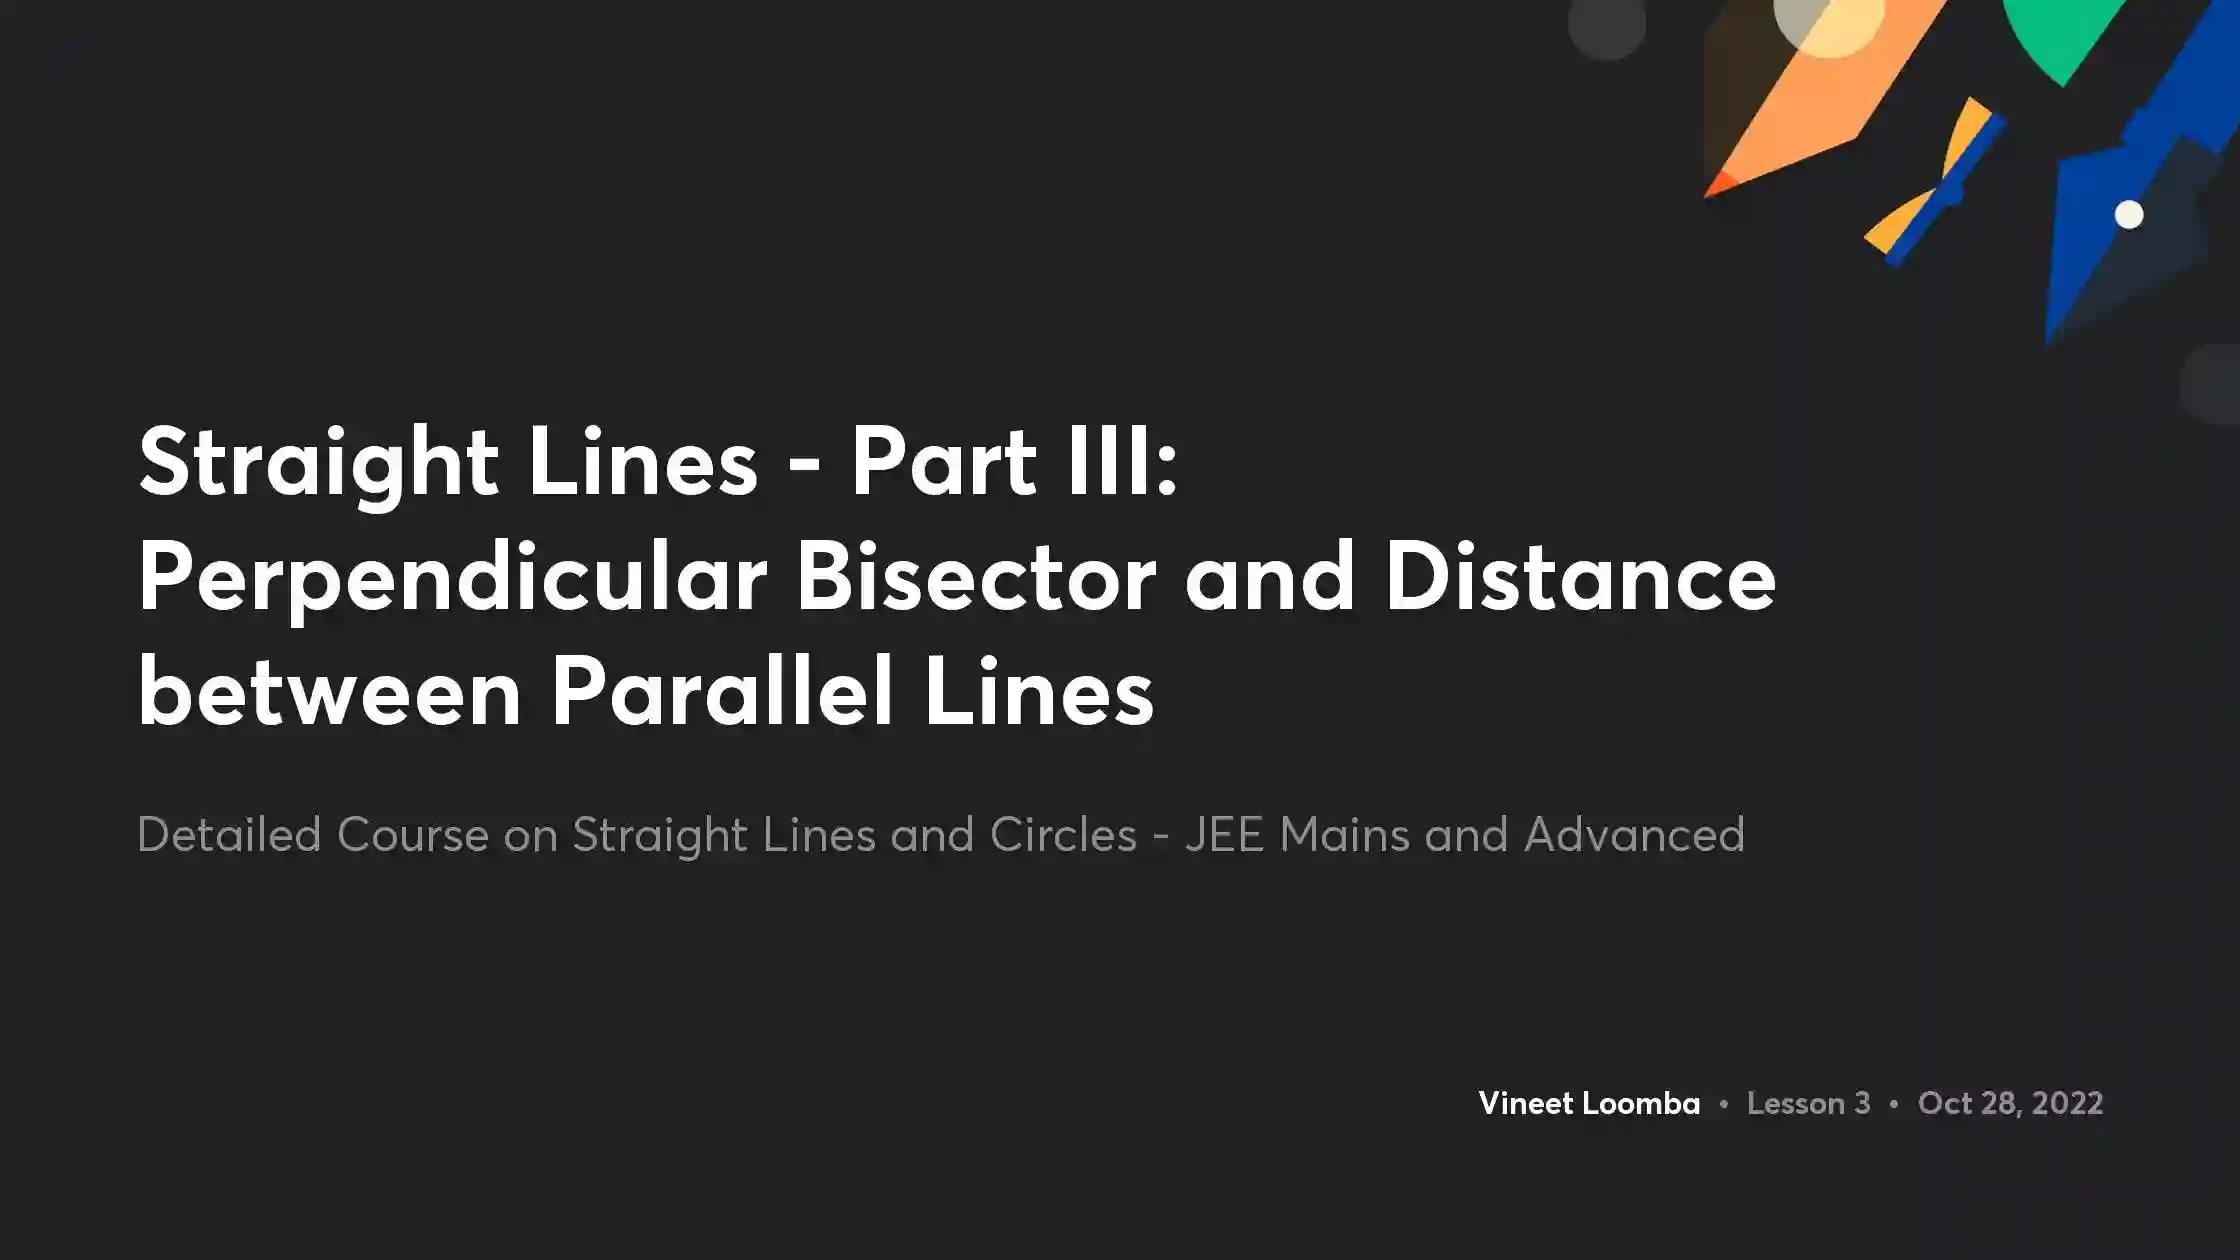 Straight Lines - Part III:
Perpendicular Bisector and Distance
between Parallel Lines
Detailed Course on Straight Lines and Circles - JEE Mains and Advanced
Vineet Loomba • Lesson 3 • Oct 28, 2022